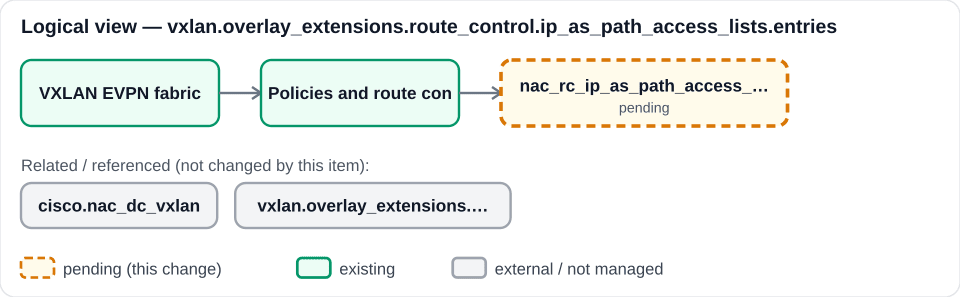 Logical view — vxlan.overlay_extensions.route_control.ip_as_path_access_lists.entries
VXLAN EVPN fabric
Policies and route con
nac_rc_ip_as_path_access_...
pending
Related / referenced (not changed by this item):
cisco.nac_dc_vxlan
vxlan.overlay_extensions....
pending (this change)
existing
external / not managed